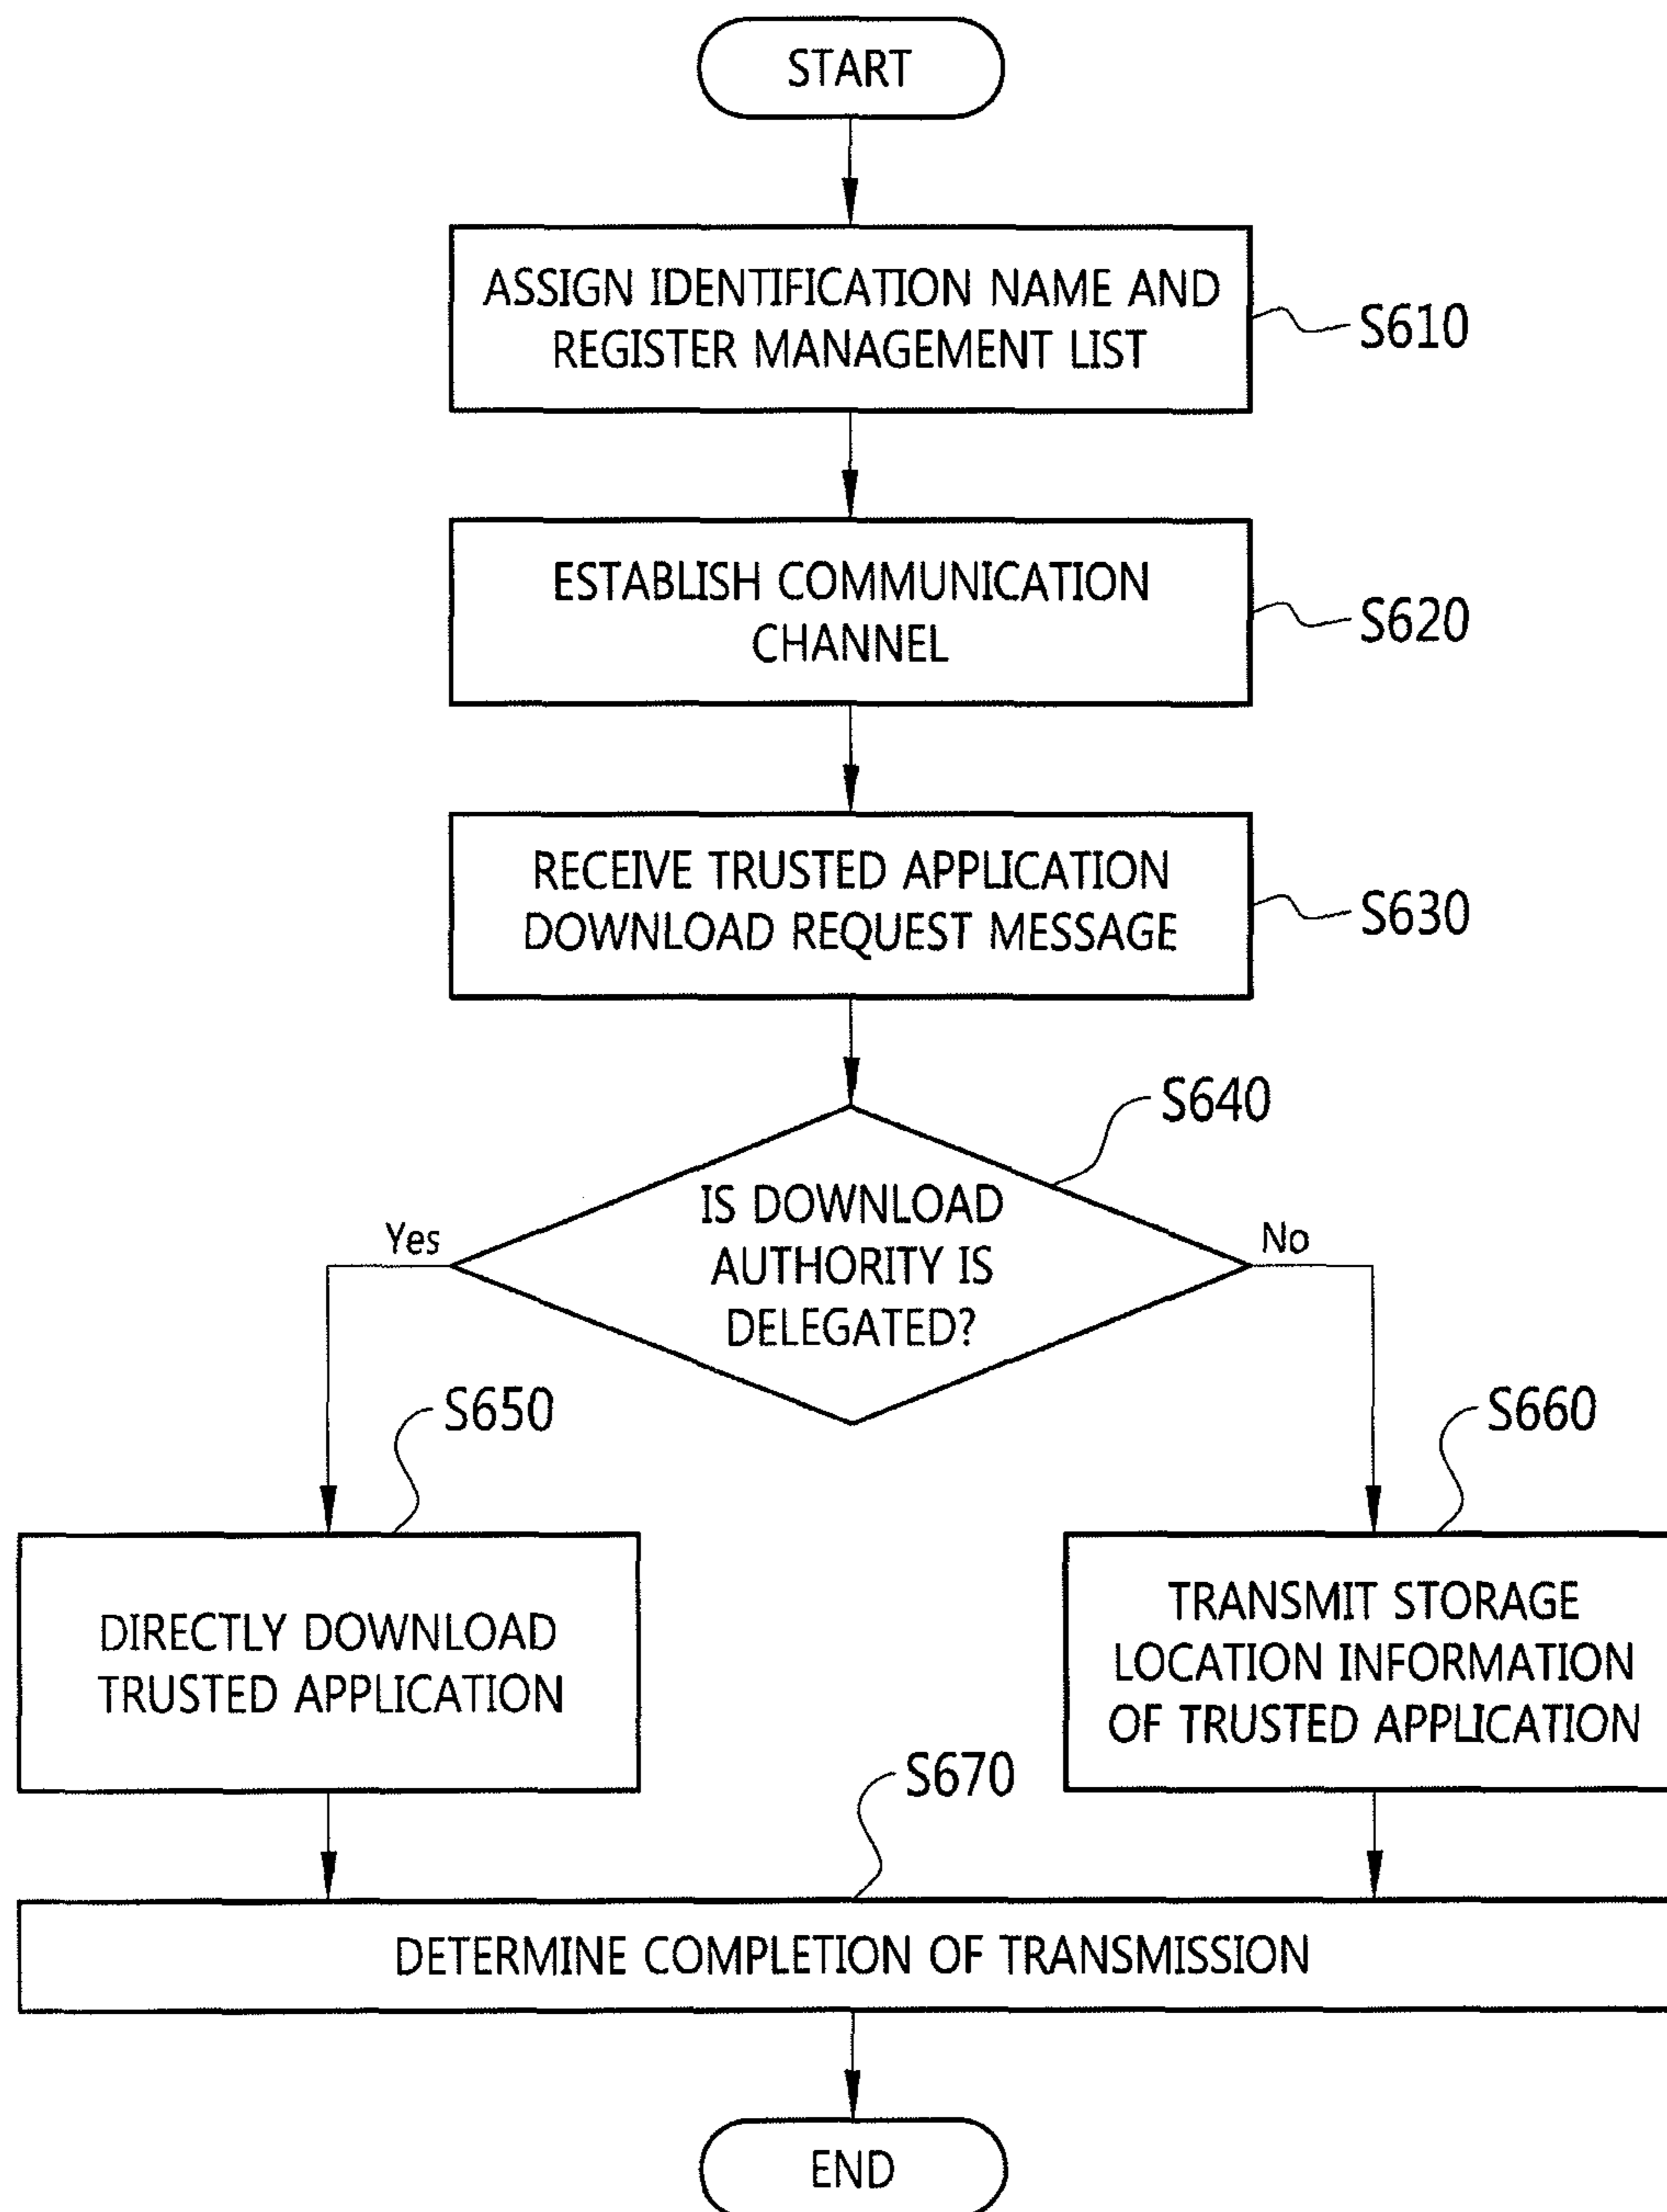 START
ASSIGN IDENTIFICATION NAME AND
REGISTER MANAGEMENT LIST
S610
ESTABLISH COMMUNICATION
CHANNEL
S620
RECEIVE TRUSTED APPLICATION
DOWNLOAD REQUEST MESSAGE
S630
S640
IS DOWNLOAD
AUTHORITY IS
DELEGATED?
Yes
No
S650
DIRECTLY DOWNLOAD
TRUSTED APPLICATION
S660
TRANSMIT STORAGE
LOCATION INFORMATION
OF TRUSTED APPLICATION
S670
DETERMINE COMPLETION OF TRANSMISSION
END